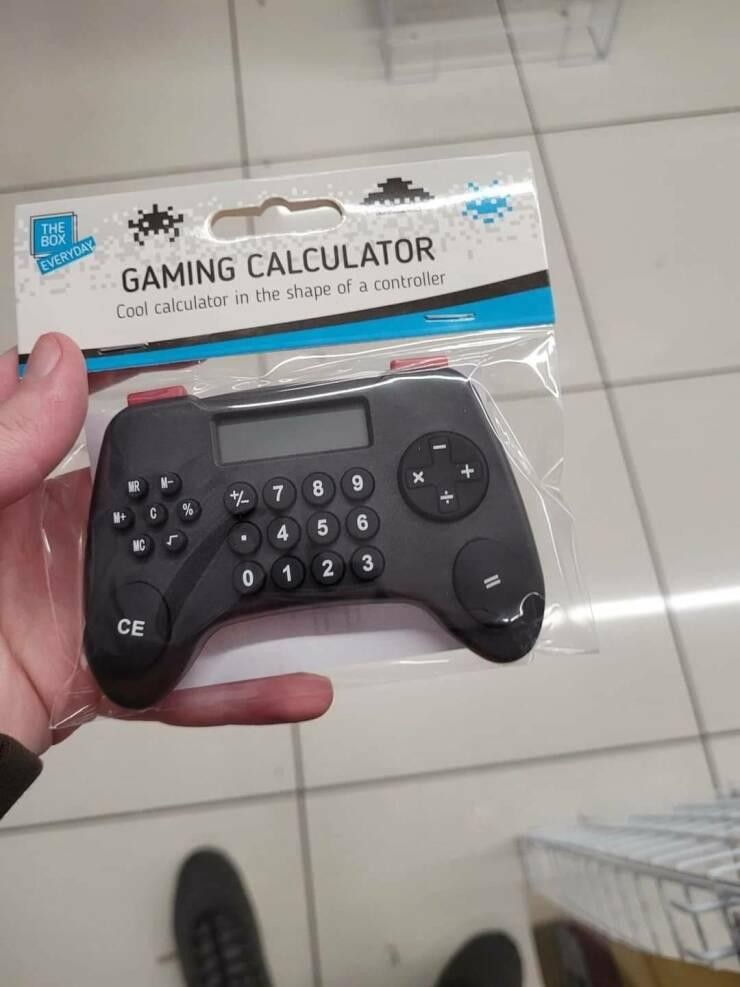 THE
BOX
EVERYDAY
GAMING CALCULATOR
Cool calculator in the shape of a controller
MR M-
M+ C %
MC √
CE
+/- 7 8 9
. 4 5 6
0 1 2 3
-
× +
÷
=